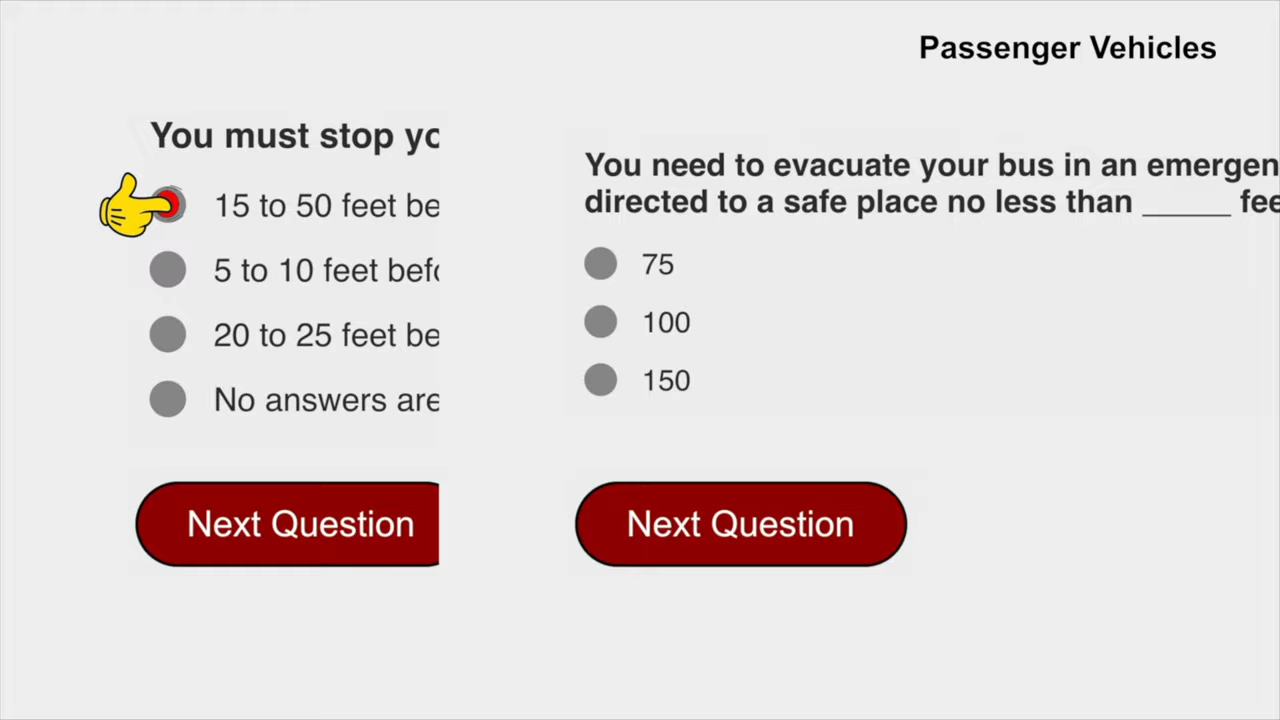 Passenger Vehicles
You must stop yo
15 to 50 feet be
5 to 10 feet befo
20 to 25 feet be
No answers are
Next Question
You need to evacuate your bus in an emergen
directed to a safe place no less than ______ fee
75
100
150
Next Question